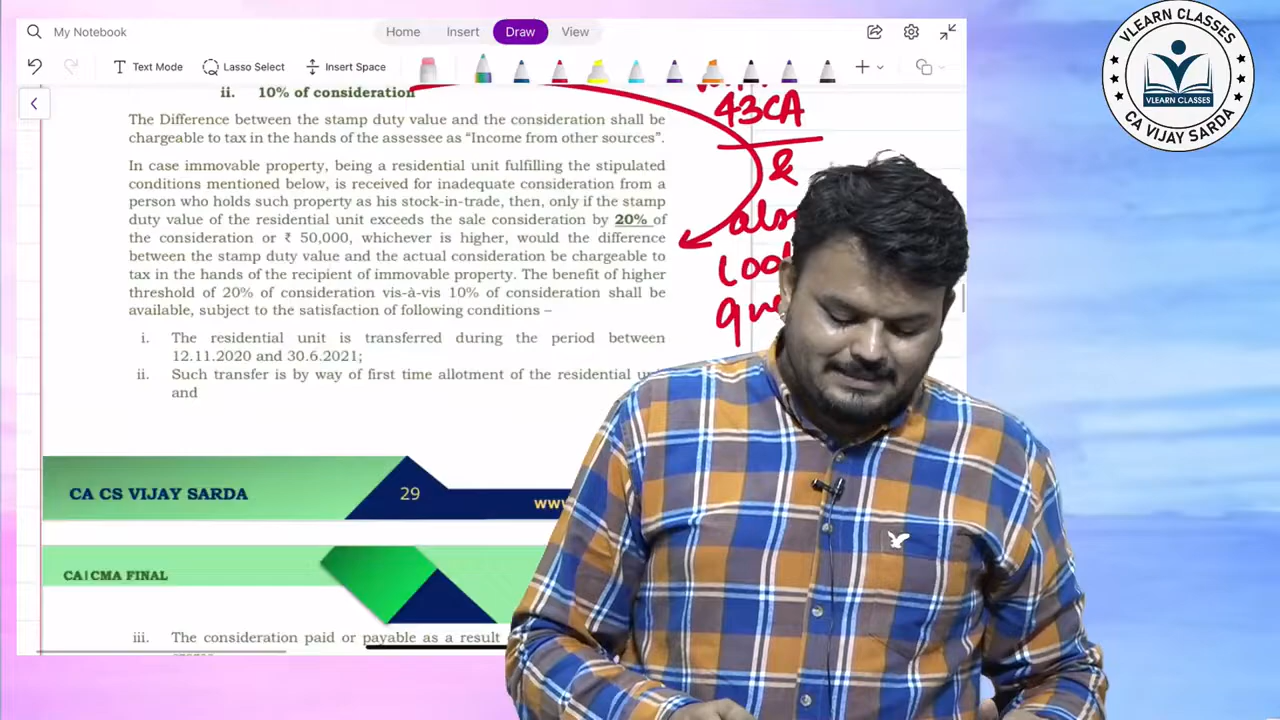 My Notebook
Home Insert Draw View
Text Mode Lasso Select Insert Space
ii. 10% of consideration
The Difference between the stamp duty value and the consideration shall be
chargeable to tax in the hands of the assessee as “Income from other sources”.
In case immovable property, being a residential unit fulfilling the stipulated
conditions mentioned below, is received for inadequate consideration from a
person who holds such property as his stock-in-trade, then, only if the stamp
duty value of the residential unit exceeds the sale consideration by 20% of
the consideration or ₹ 50,000, whichever is higher, would the difference
between the stamp duty value and the actual consideration be chargeable to
tax in the hands of the recipient of immovable property. The benefit of higher
threshold of 20% of consideration vis-à-vis 10% of consideration shall be
available, subject to the satisfaction of following conditions –
i. The residential unit is transferred during the period between
12.11.2020 and 30.6.2021;
ii. Such transfer is by way of first time allotment of the residential
and
43CA
&
CA CS VIJAY SARDA
29
CA|CMA FINAL
iii. The consideration paid or payable as a result
VLEARN CLASSES
VLEARN CLASSES
CA VIJAY SARDA